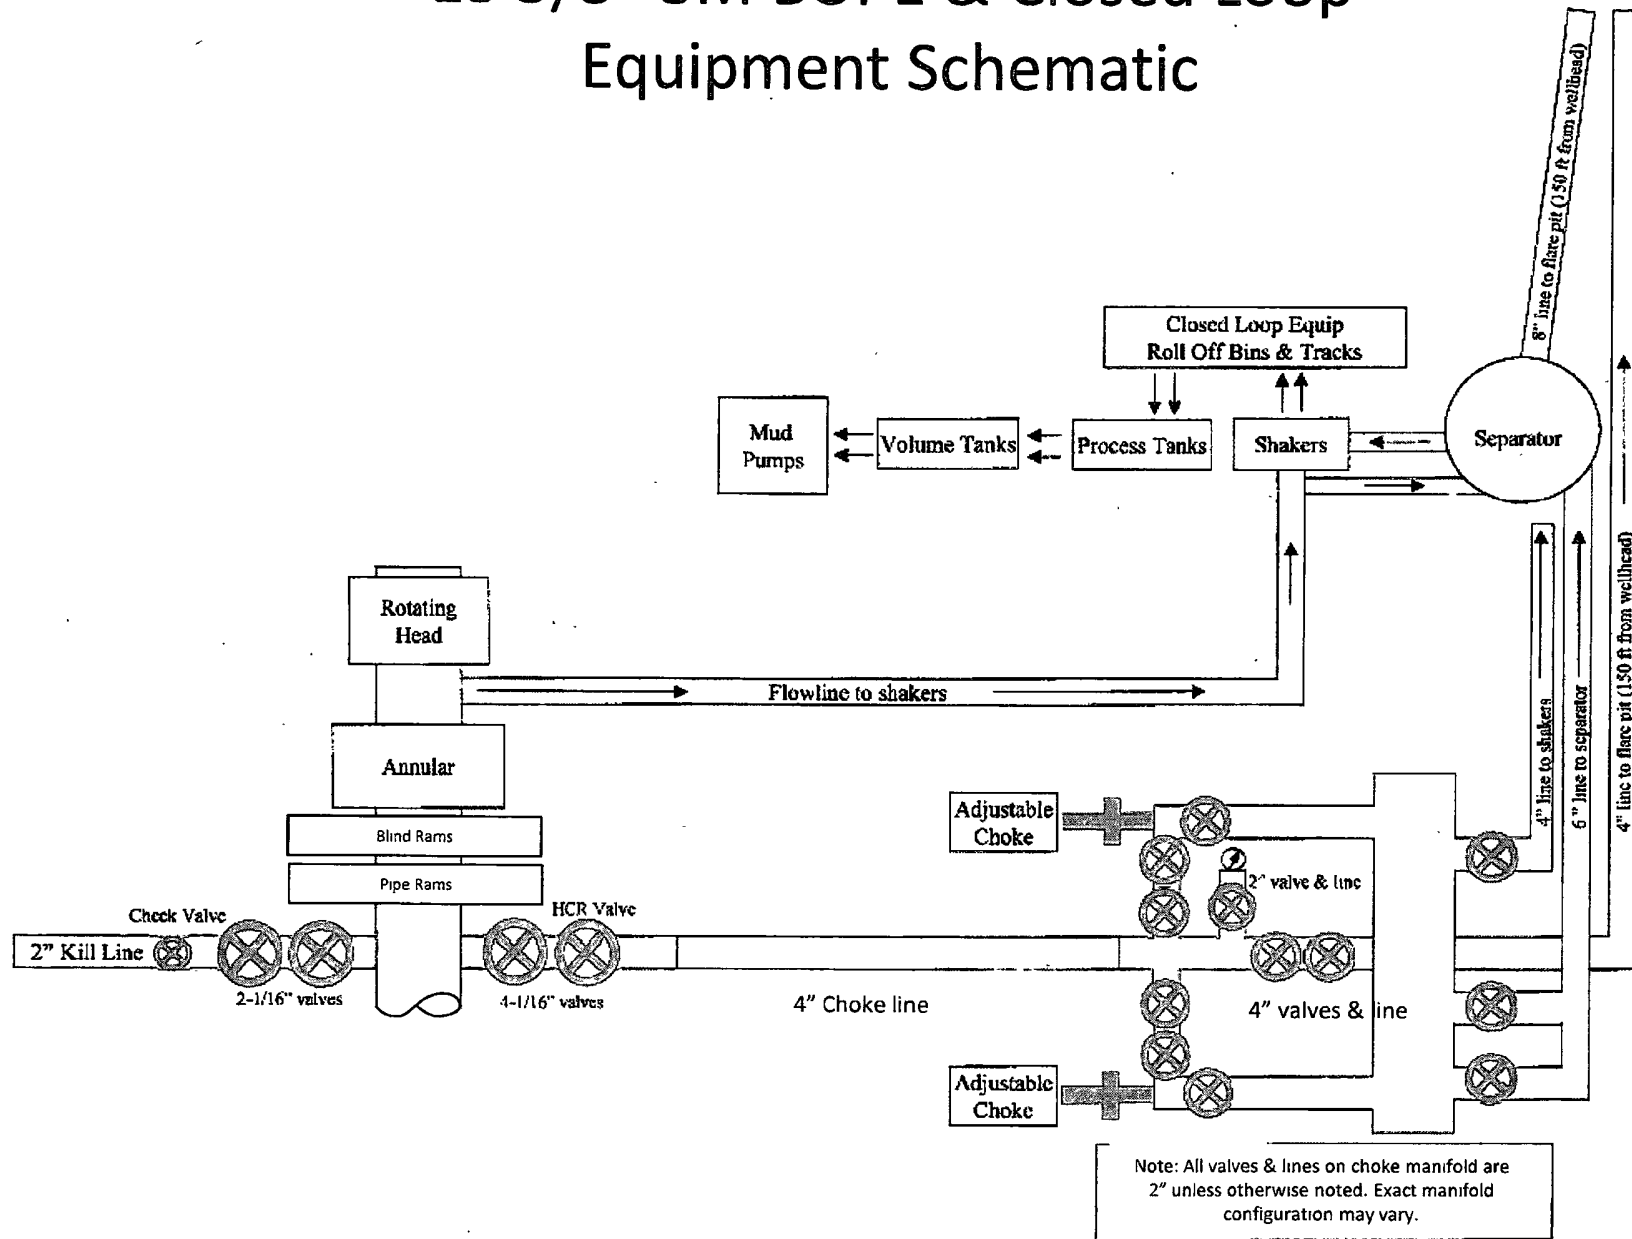 Equipment Schematic
8" line to flare pit (150 ft from wellhead)
Closed Loop Equip
Roll Off Bins & Tracks
Mud
Pumps
Volume Tanks
Process Tanks
Shakers
Separator
Rotating
Head
Flowline to shakers
Annular
Blind Rams
Pipe Rams
Adjustable
Choke
2" valve & line
4" line to shakers
6" line to separator
4" line to flare pit (150 ft from wellhead)
Check Valve
HCR Valve
2" Kill Line
2-1/16" valves
4-1/16" valves
4" Choke line
4" valves & line
Adjustable
Choke
Note: All valves & lines on choke manifold are
2" unless otherwise noted. Exact manifold
configuration may vary.